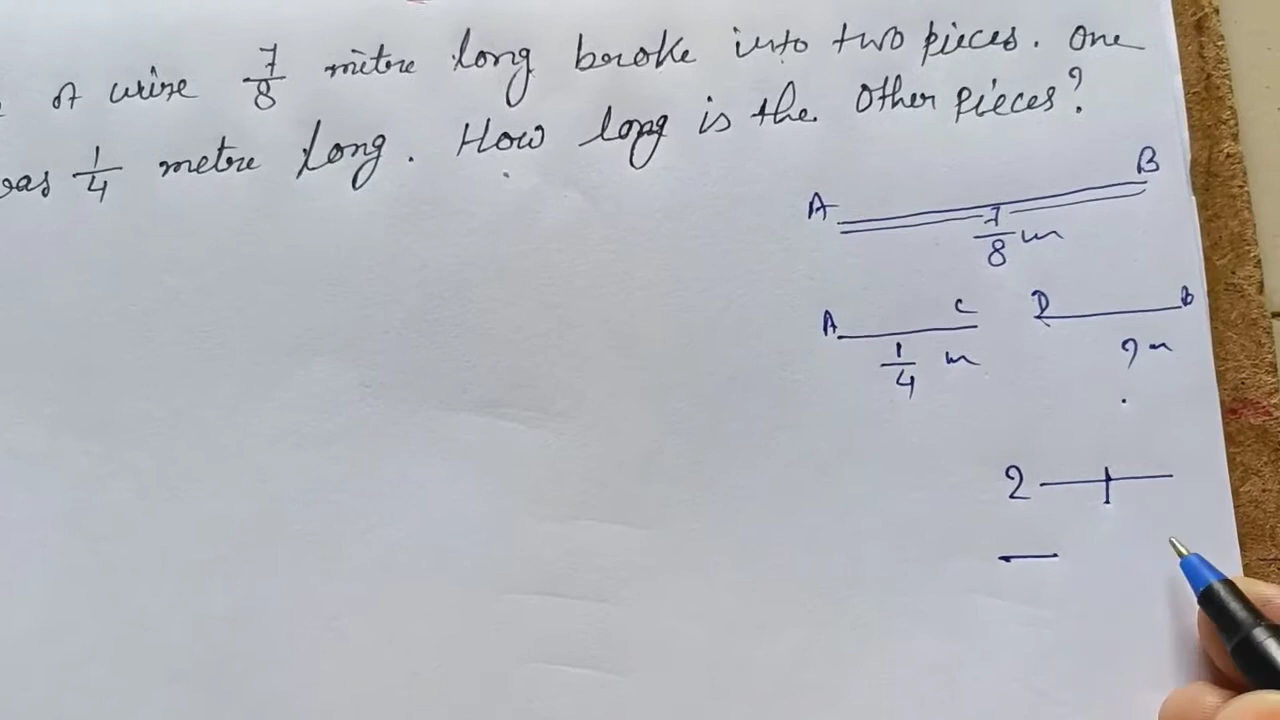 of wire 7/8 metre long broke into two pieces. One
was 1/4 metre long. How long is the other pieces?
A B
7/8 m
A C D B
1/4 m ? m
2